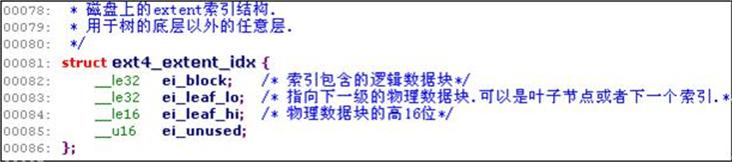 00078: * 磁盘上的extent索引结构.
00079: * 用于树的底层以外的任意层.
00080: */
00081: struct ext4_extent_idx {
00082: __le32 ei_block; /* 索引包含的逻辑数据块*/
00083: __le32 ei_leaf_lo; /* 指向下一级的物理数据块.可以是叶子节点或者下一个索引.*
00084: __le16 ei_leaf_hi; /* 物理数据块的高16位*/
00085: __u16 ei_unused;
00086: };